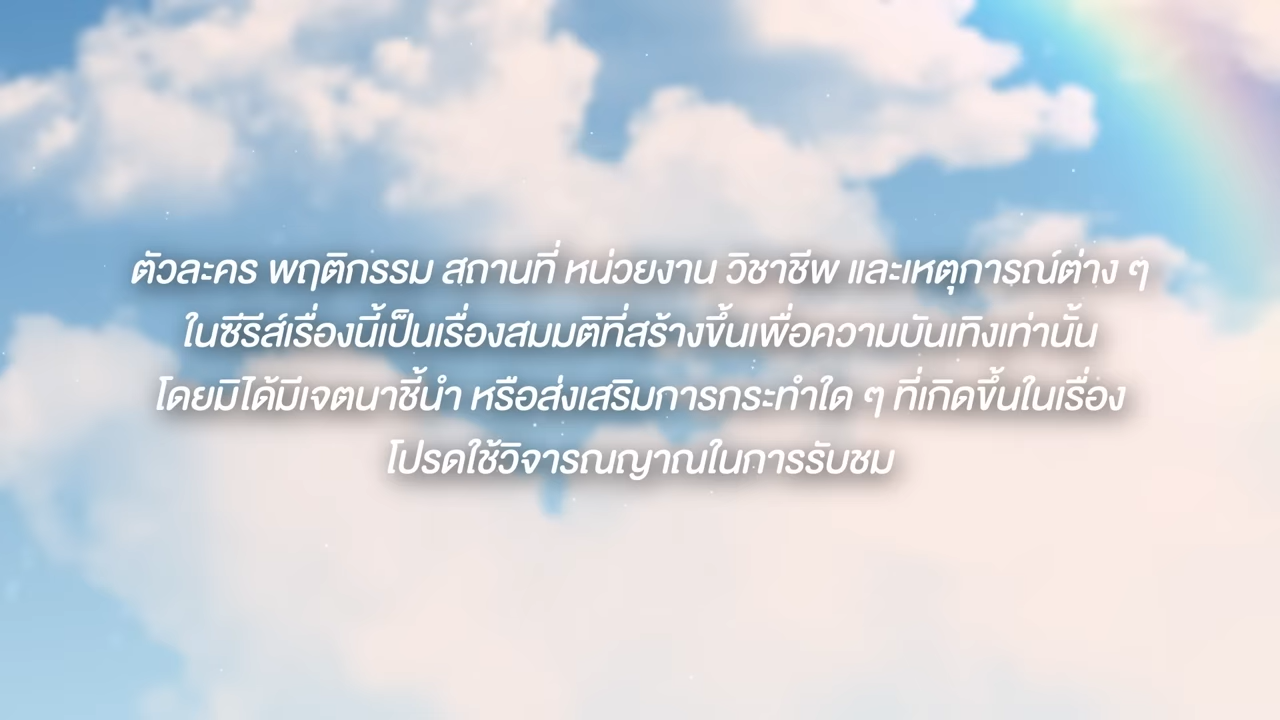 ตัวละคร พฤติกรรม สถานที่ หน่วยงาน วิชาชีพ และเหตุการณ์ต่าง ๆ
ในซีรีส์เรื่องนี้เป็นเรื่องสมมติที่สร้างขึ้นเพื่อความบันเทิงเท่านั้น
โดยมิได้มีเจตนาชี้นำ หรือส่งเสริมการกระทำใด ๆ ที่เกิดขึ้นในเรื่อง
โปรดใช้วิจารณญาณในการรับชม